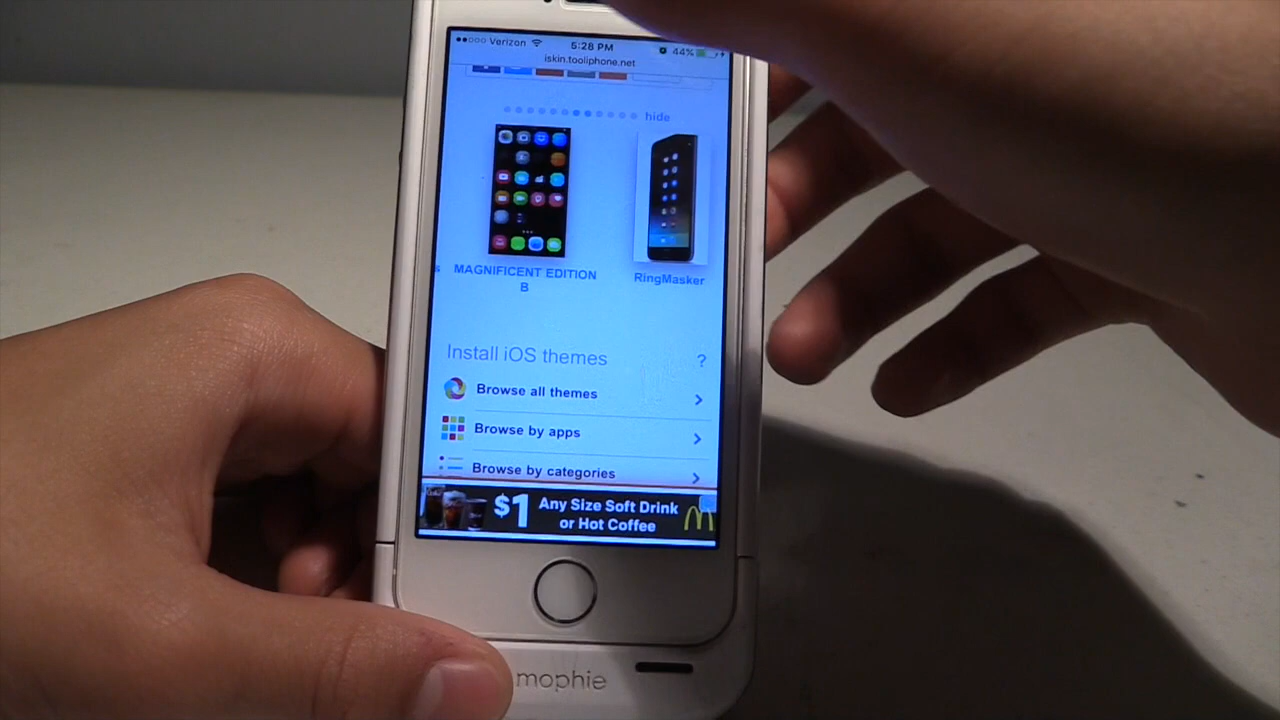 Verizon 5:28 PM 44%
iskin.tooliphone.net
hide
MAGNIFICENT EDITION
B
RingMasker
Install iOS themes ?
Browse all themes
Browse by apps
Browse by categories
$1 Any Size Soft Drink
or Hot Coffee
mophie